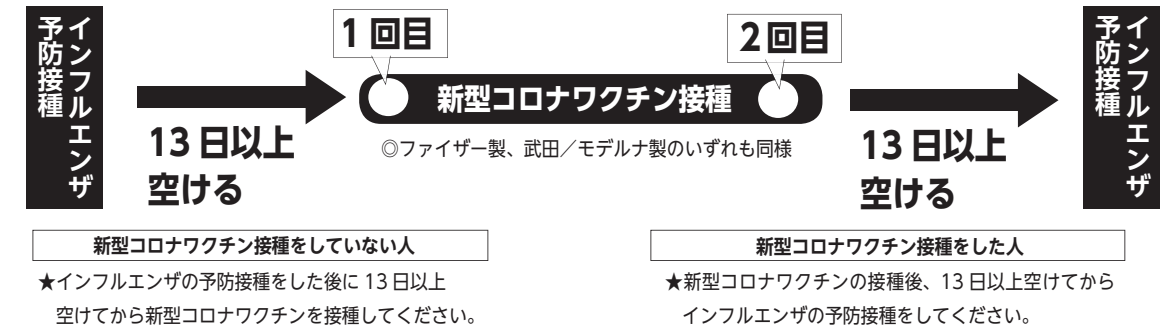 インフルエンザ
予防接種
13 日以上
空ける
1 回目
2 回目
新型コロナワクチン接種
◎ファイザー製、武田／モデルナ製のいずれも同様
13 日以上
空ける
インフルエンザ
予防接種
新型コロナワクチン接種をしていない人
★インフルエンザの予防接種をした後に 13 日以上
空けてから新型コロナワクチンを接種してください。
新型コロナワクチン接種をした人
★新型コロナワクチンの接種後、13 日以上空けてから
インフルエンザの予防接種をしてください。